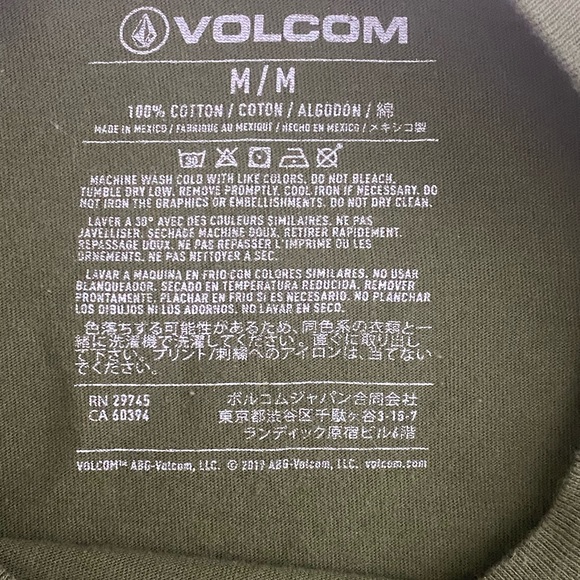 VOLCOM
M/M
100% COTTON / COTON / ALGODON / 綿
MADE IN MEXICO / FABRIQUE AU MEXIQUE / HECHO EN MEXICO / メキシコ製
30
MACHINE WASH COLD WITH LIKE COLORS. DO NOT BLEACH.
TUMBLE DRY LOW. REMOVE PROMPTLY. COOL IRON IF NECESSARY. DO
NOT IRON THE GRAPHICS OR EMBELLISHMENTS. DO NOT DRY CLEAN.
LAVER A 30° AVEC DES COULEURS SIMILAIRES. NE PAS
JAVELLISER. SECHAGE MACHINE DOUX. RETIRER RAPIDEMENT.
REPASSAGE DOUX. NE PAS REPASSER L'IMPRIME OU LES
ORNEMENTS. NE PAS NETTOYER A SEC.
LAVAR A MAQUINA EN FRIO CON COLORES SIMILARES. NO USAR
BLANQUEADOR. SECADO EN TEMPERATURA REDUCIDA. REMOVER
PRONTAMENTE. PLACHAR EN FRIO SI ES NECESARIO. NO PLANCHAR
LOS DIBUJOS NI LOS ADORNOS. NO LAVAR EN SECO.
色落ちする可能性があるため、同色系の衣類と一
緒に洗濯機で洗濯してください。直ぐに取り出し
て下さい。プリント/刺繍へのアイロンは、当て
ないで下さい。
RN 29745
CA 60394
ボルコムジャパン合同会社
東京都渋谷区千駄ヶ谷3-15-7
ランディック原宿ビル6階
VOLCOM™ ABG-Volcom, LLC. © 2017 ABG-Volcom, LLC. volcom.com